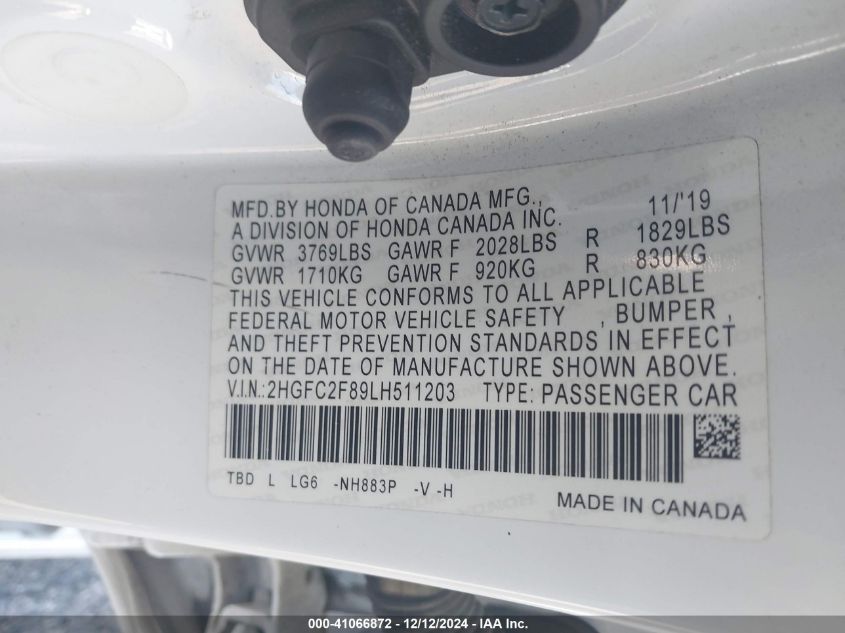 MFD.BY HONDA OF CANADA MFG., 11/'19
A DIVISION OF HONDA CANADA INC.
GVWR 3769LBS GAWR F 2028LBS R 1829LBS
GVWR 1710KG GAWR F 920KG R 830KG
THIS VEHICLE CONFORMS TO ALL APPLICABLE
FEDERAL MOTOR VEHICLE SAFETY , BUMPER ,
AND THEFT PREVENTION STANDARDS IN EFFECT
ON THE DATE OF MANUFACTURE SHOWN ABOVE.
V.I.N.:2HGFC2F89LH511203 TYPE: PASSENGER CAR
TBD L LG6 -NH883P -V -H
MADE IN CANADA
000-41066872 - 12/12/2024 - IAA Inc.